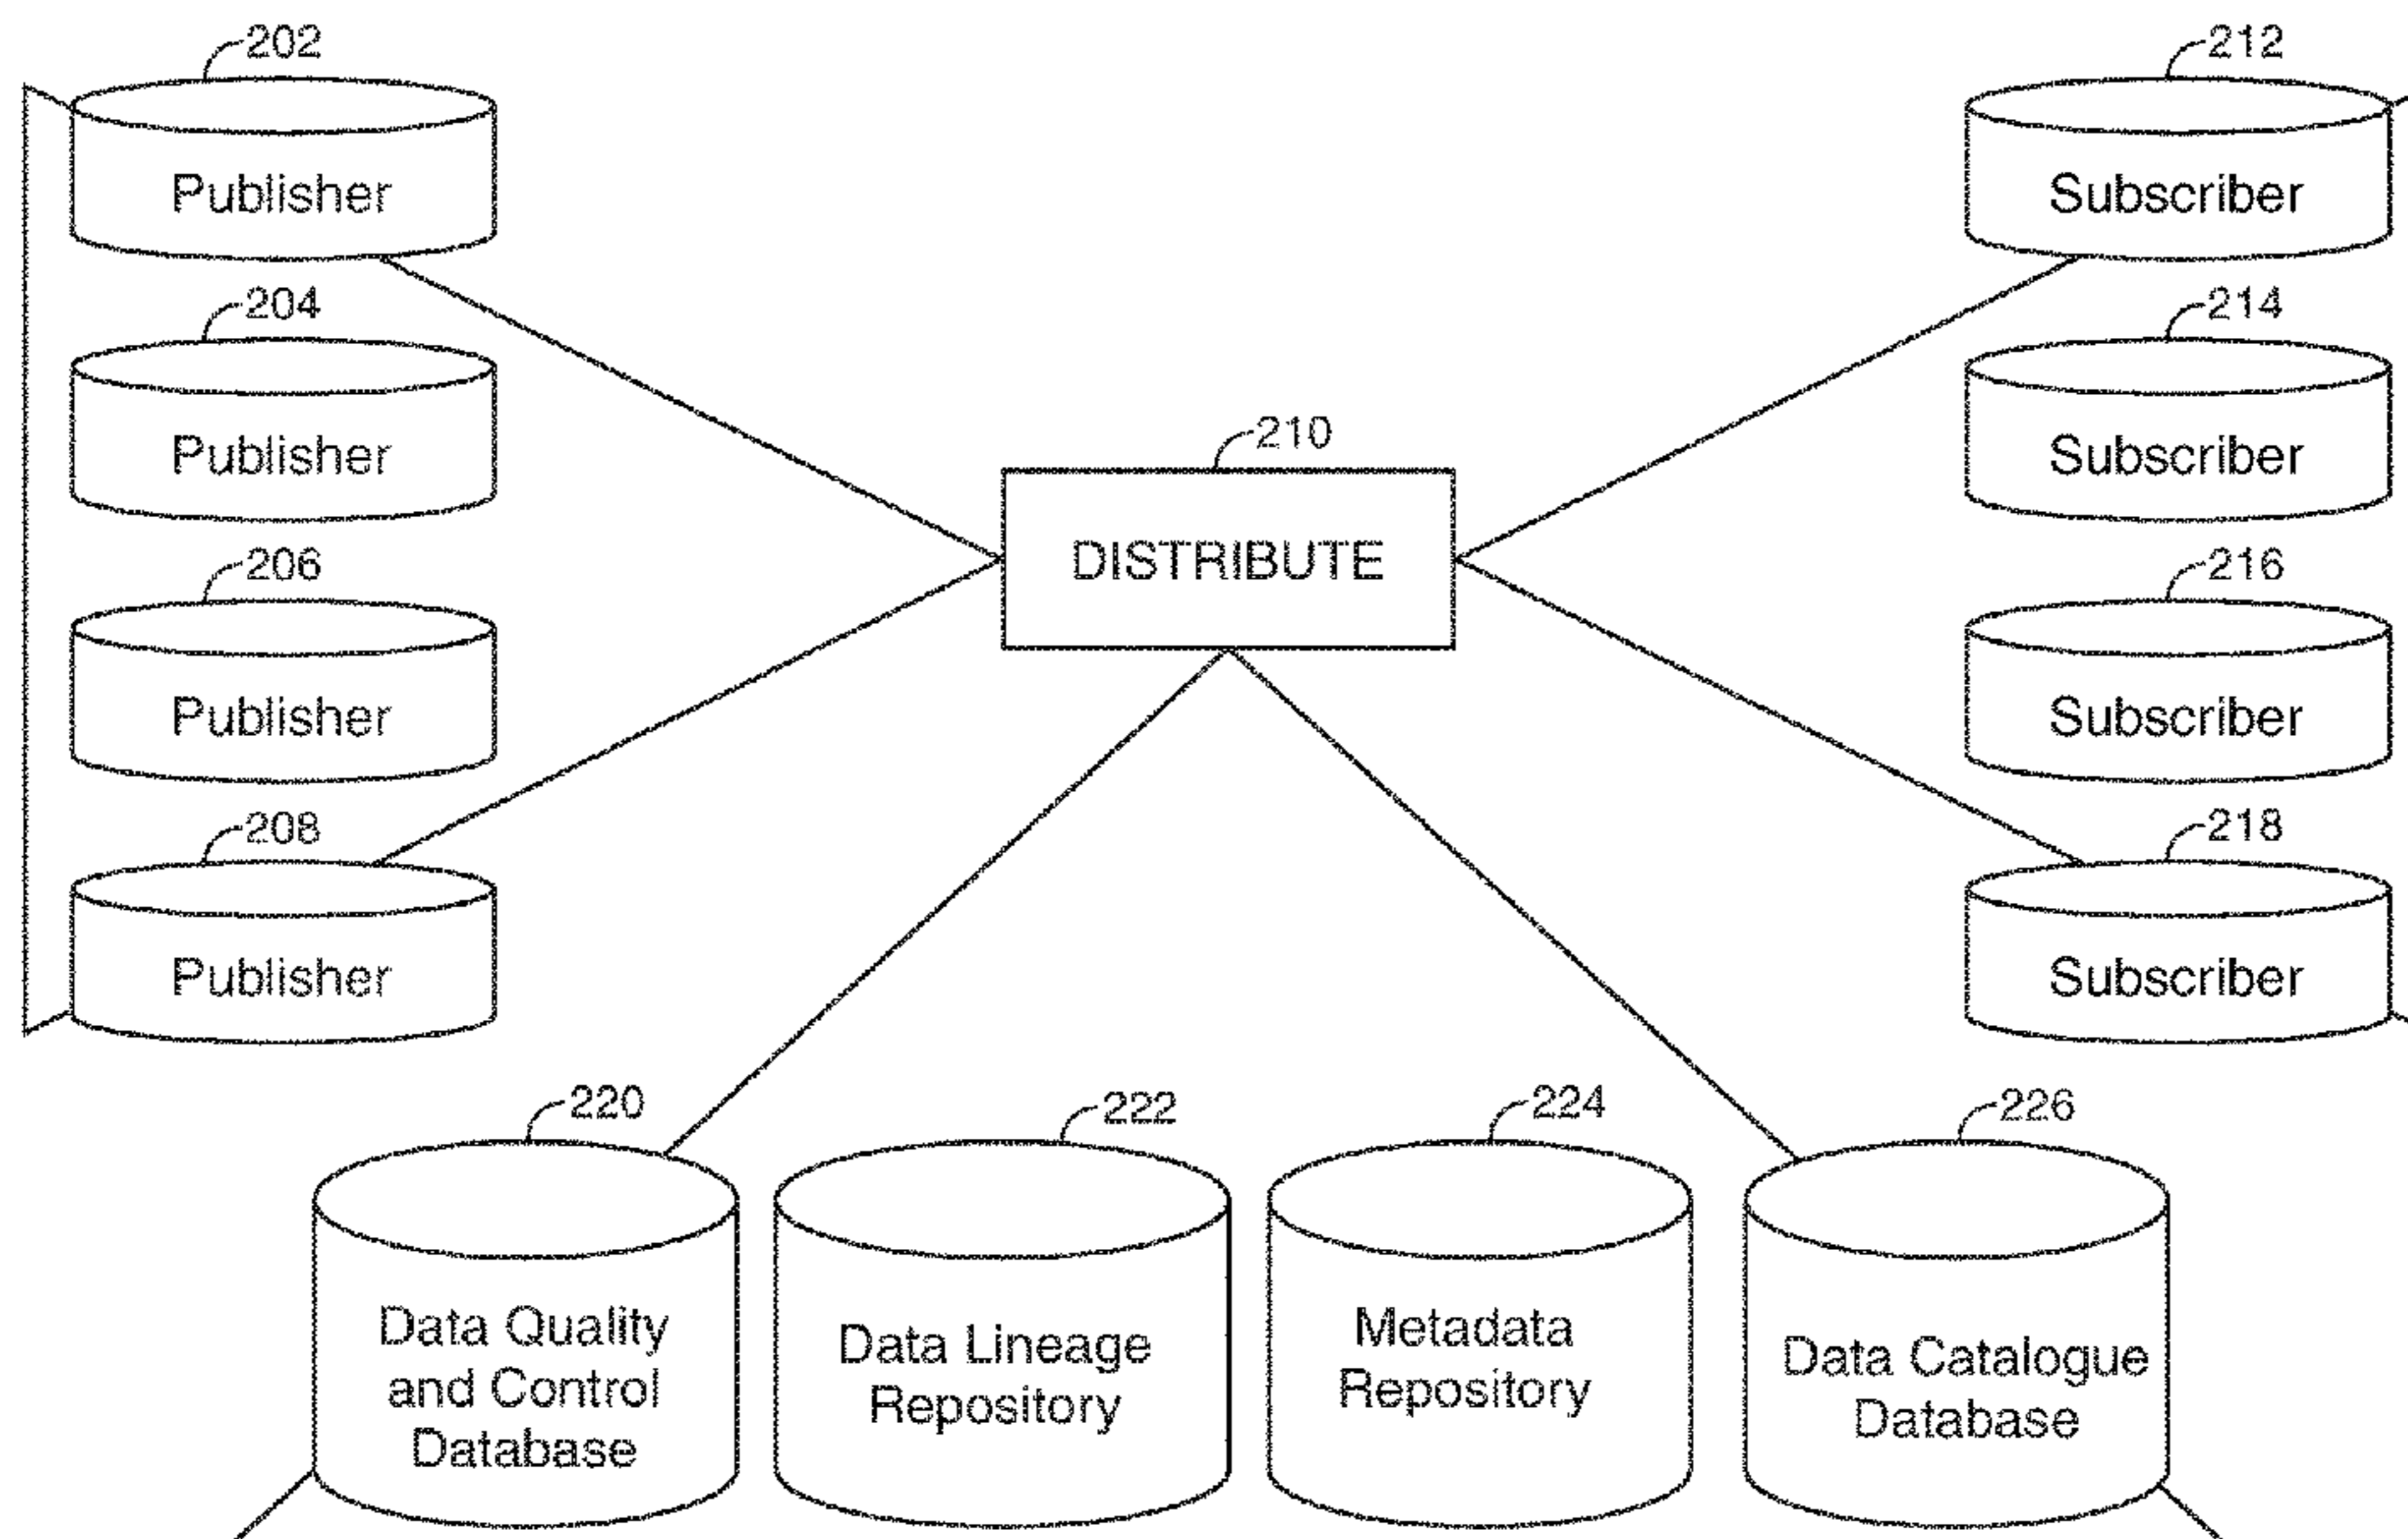 202
Publisher
204
Publisher
206
Publisher
208
Publisher
210
DISTRIBUTE
212
Subscriber
214
Subscriber
216
Subscriber
218
Subscriber
220
Data Quality
and Control
Database
222
Data Lineage
Repository
224
Metadata
Repository
226
Data Catalogue
Database